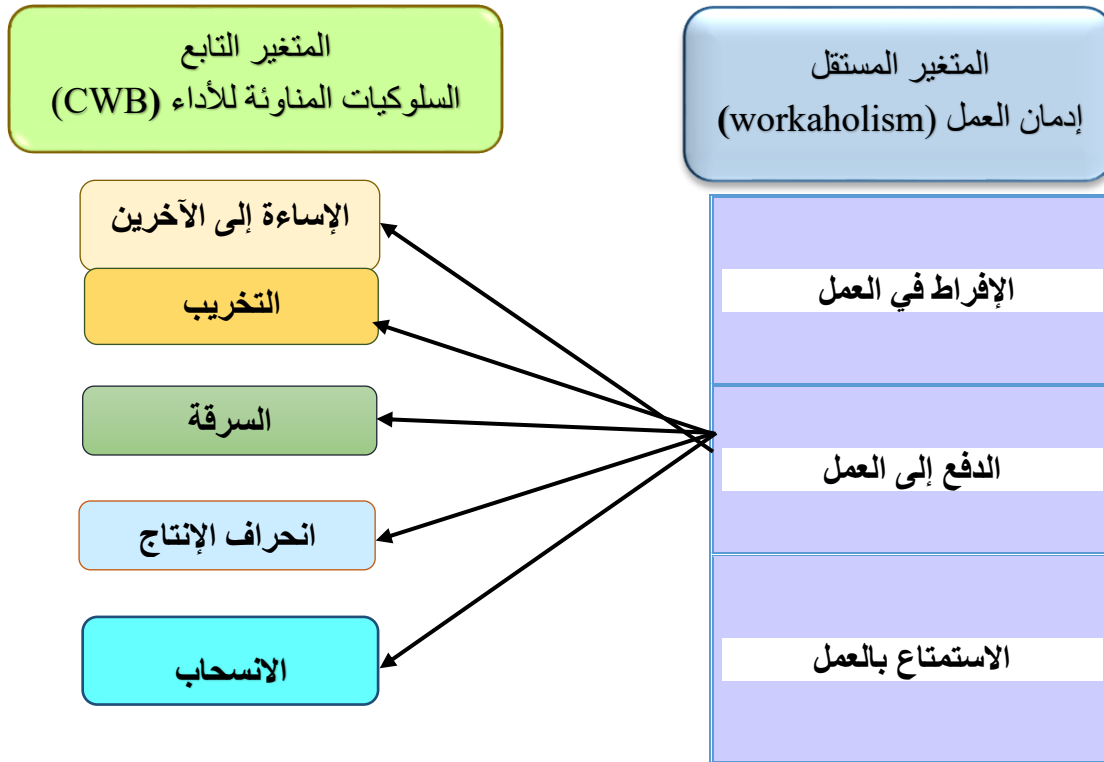 المتغير المستقل
إدمان العمل (workaholism)
الإفراط في العمل
الدفع إلى العمل
الاستمتاع بالعمل
المتغير التابع
السلوكيات المناوئة للأداء (CWB)
الإساءة إلى الآخرين
التخريب
السرقة
انحراف الإنتاج
الانسحاب